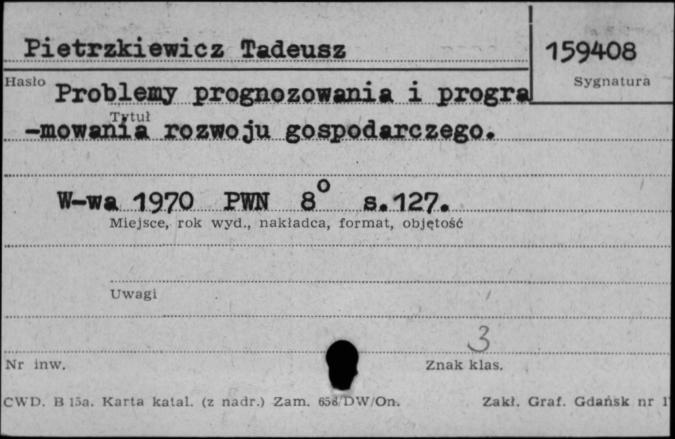 Pietrzkiewicz Tadeusz
159408
Hasło
Sygnatura
Problemy prognozowania i progra
Tytuł
-mowania rozwoju gospodarczego.
W-wa 1970 PWN 8° s.127.
Miejsce, rok wyd., nakładca, format, objętość
Uwagi
3
Nr inw.
Znak klas.
CWD. B 15a. Karta katal. (z nadr.) Zam. 658/DW/On.
Zakł. Graf. Gdańsk nr